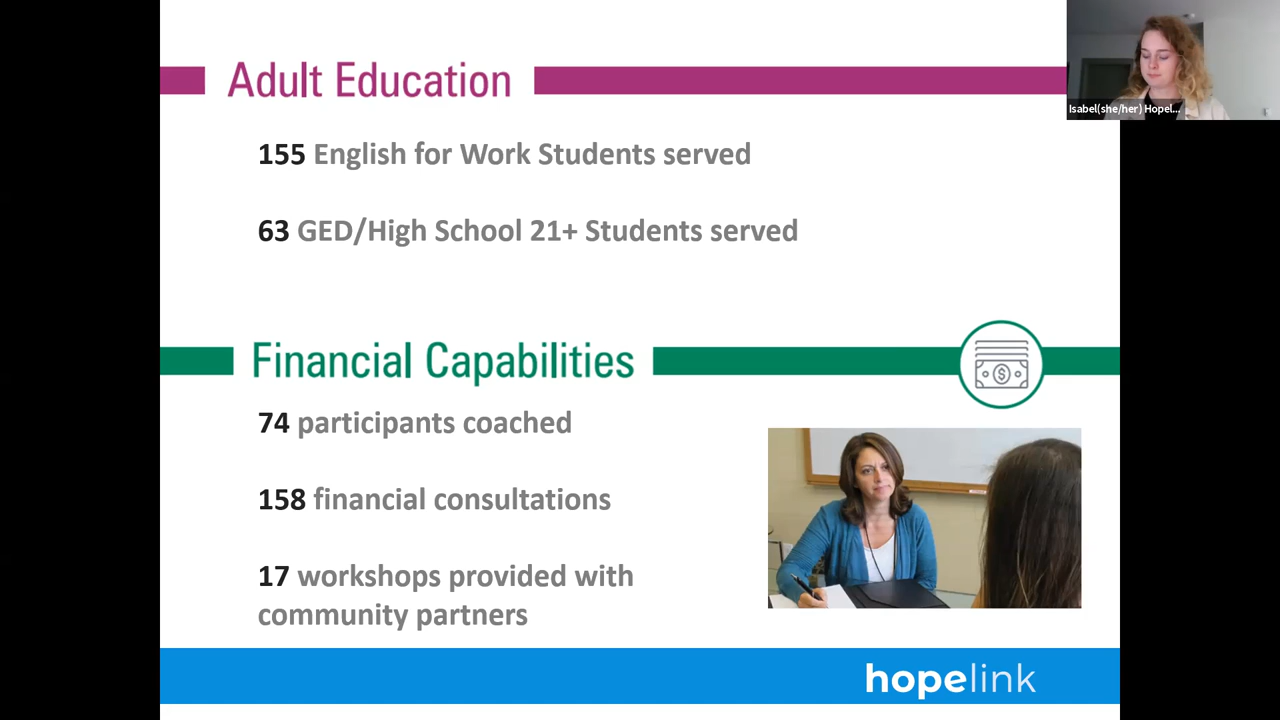 Adult Education
Isabel(she/her) Hopel...
155 English for Work Students served
63 GED/High School 21+ Students served
Financial Capabilities
$
74 participants coached
158 financial consultations
17 workshops provided with
community partners
hopelink